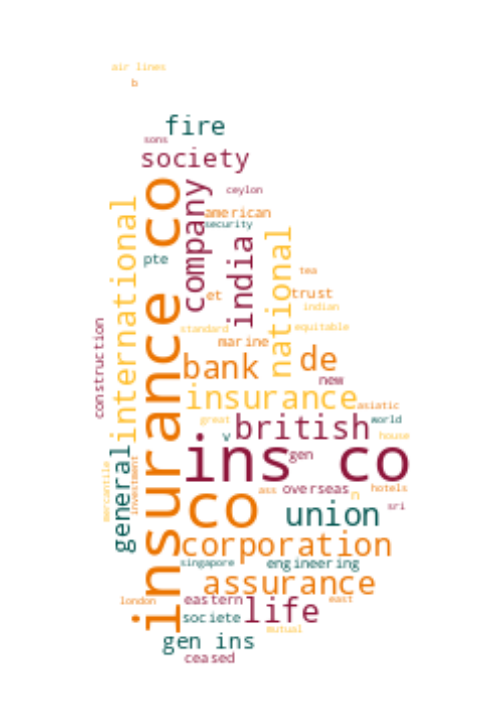 air lines
b
fire
sons
society
ceylon
insurance co
company
american
security
international
india
national
pte
et
tea
trust
indian
construction
standard
equitable
marine
bank
de
new
insurance
asiatic
great
british
world
v
house
general
mercantile
investment
ins co
gen
ass
overseas
n
hotels
co
union
sri
corporation
singapore
engineering
assurance
london
eastern
life
east
societe
mutual
gen ins
ceased